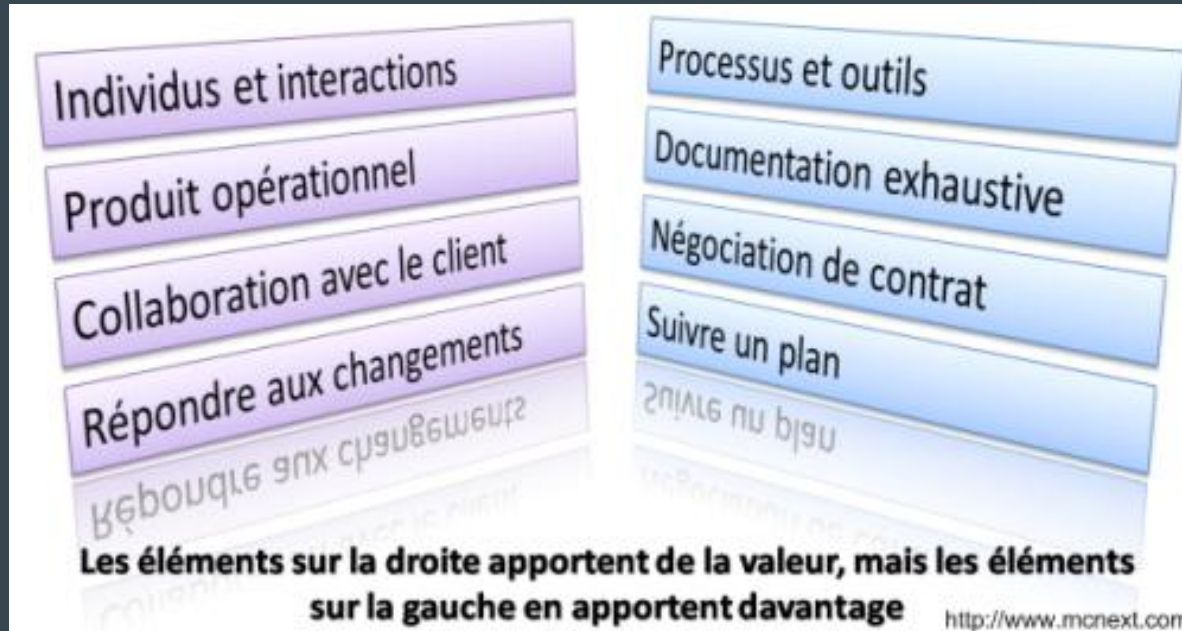 Individus et interactions
Produit opérationnel
Collaboration avec le client
Répondre aux changements
Processus et outils
Documentation exhaustive
Négociation de contrat
Suivre un plan
Les éléments sur la droite apportent de la valeur, mais les éléments
sur la gauche en apportent davantage
http://www.mcnext.com